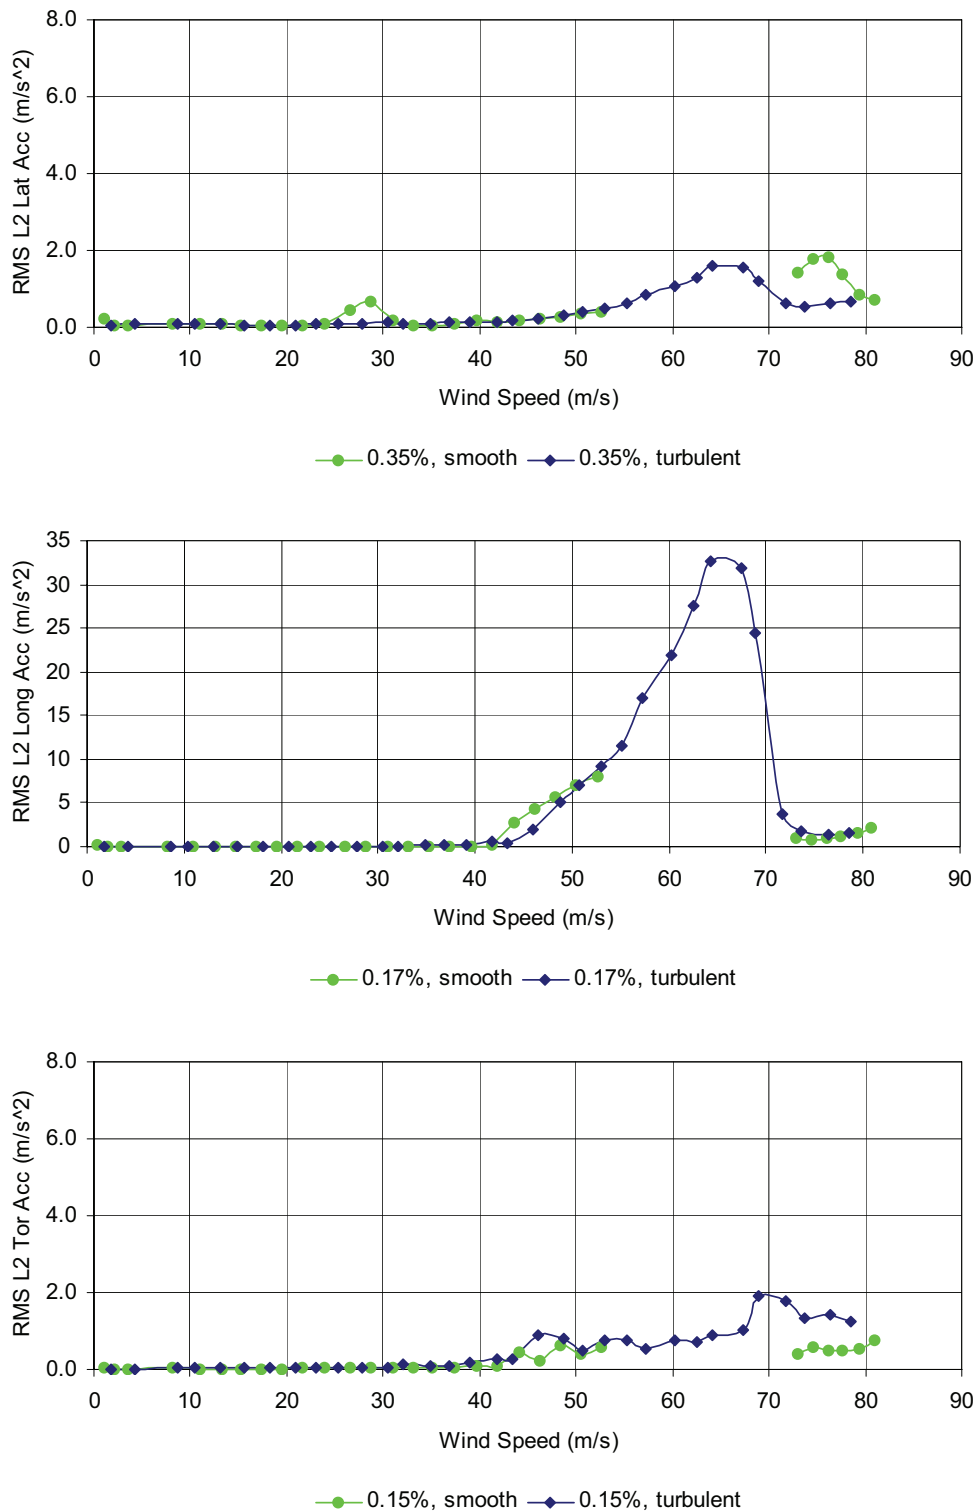 8.0
6.0
4.0
2.0
0.0
RMS L2 Lat Acc (m/s^2)
0 10 20 30 40 50 60 70 80 90
Wind Speed (m/s)
0.35%, smooth 0.35%, turbulent
35
30
25
20
15
10
5
0
RMS L2 Long Acc (m/s^2)
0 10 20 30 40 50 60 70 80 90
Wind Speed (m/s)
0.17%, smooth 0.17%, turbulent
8.0
6.0
4.0
2.0
0.0
RMS L2 Tor Acc (m/s^2)
0 10 20 30 40 50 60 70 80 90
Wind Speed (m/s)
0.15%, smooth 0.15%, turbulent